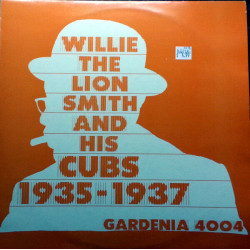 WILLIE
THE
LION
SMITH
AND
HIS
CUBS
1935-1937
GARDENIA 4004